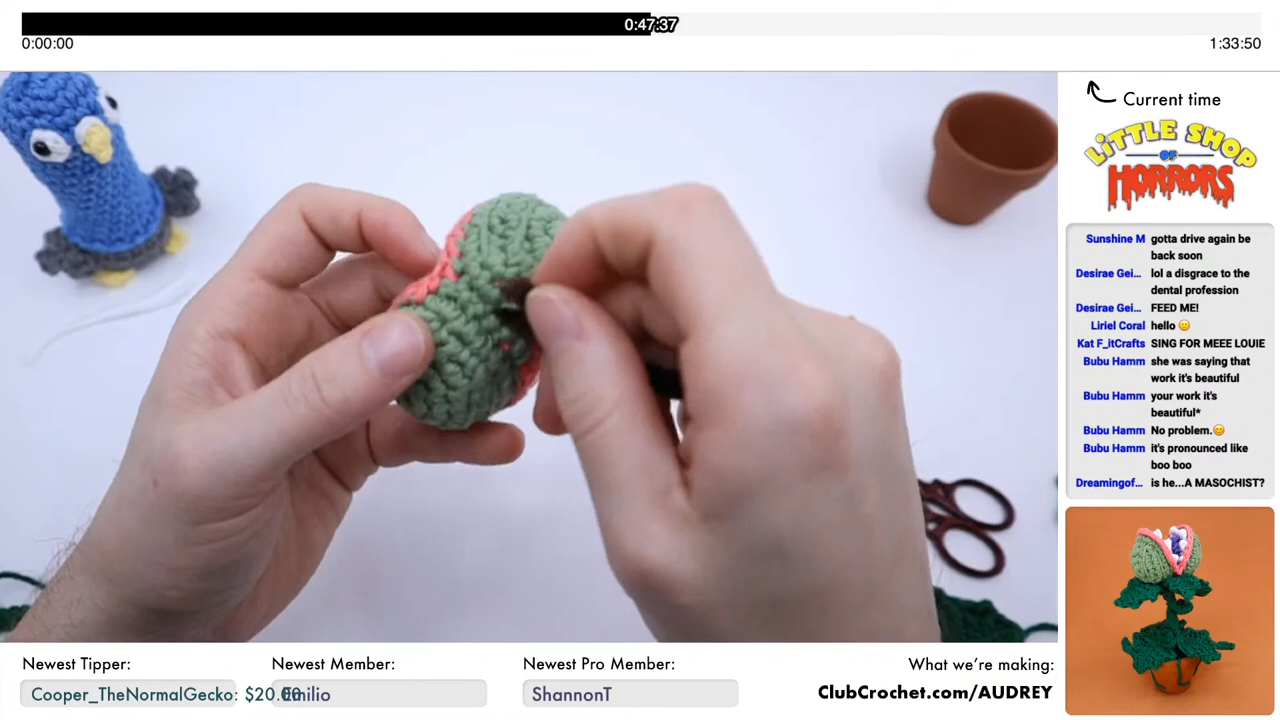 0:47:37
0:00:00
1:33:50
Current time
LiTTLE SHOP
OF
HORRORS
Sunshine M gotta drive again be
back soon
Desirae Gei... lol a disgrace to the
dental profession
Desirae Gei... FEED ME!
Liriel Coral hello 😐
Kat F_itCrafts SING FOR MEEE LOUIE
Bubu Hamm she was saying that
work it's beautiful
Bubu Hamm your work it's
beautiful*
Bubu Hamm No problem.😊
Bubu Hamm it's pronounced like
boo boo
Dreamingof... is he...A MASOCHIST?
Newest Tipper:
Cooper_TheNormalGecko: $20.00
Newest Member:
Emilio
Newest Pro Member:
ShannonT
What we're making:
ClubCrochet.com/AUDREY